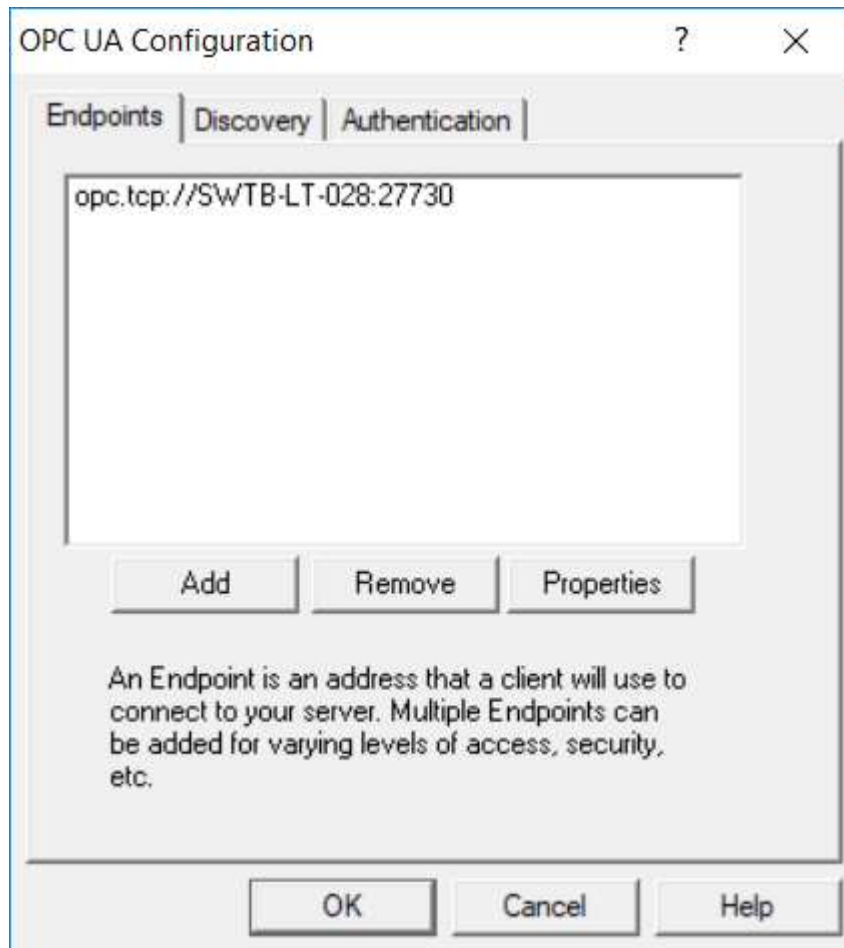 OPC UA Configuration ?
Endpoints Discovery Authentication
opc.tcp://SWTB-LT-028:27730
Add Remove Properties
An Endpoint is an address that a client will use to
connect to your server. Multiple Endpoints can
be added for varying levels of access, security,
etc.
OK Cancel Help